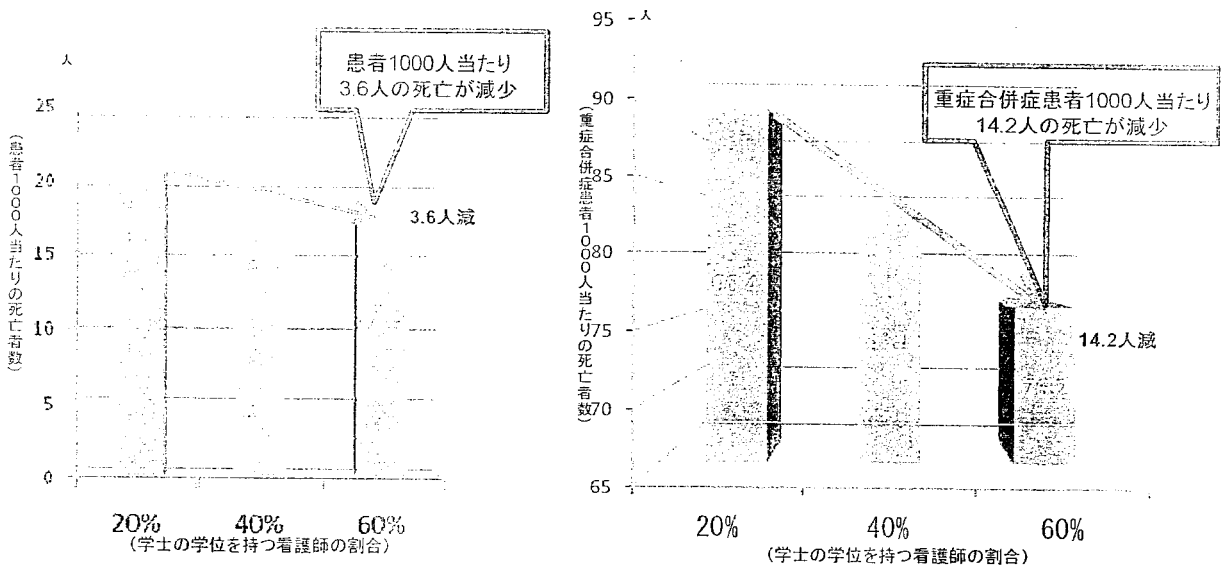 人
患者1000人当たり
3.6人の死亡が減少
25
20
15
10
5
0
(患者1000人当たりの死亡者数)
3.6人減
20%
40%
60%
(学士の学位を持つ看護師の割合)
95
人
90
85
80
75
70
65
(重症合併症患者1000人当たりの死亡者数)
重症合併症患者1000人当たり
14.2人の死亡が減少
14.2人減
20%
40%
60%
(学士の学位を持つ看護師の割合)